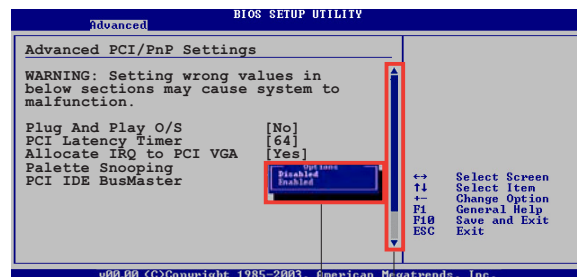 BIOS SETUP UTILITY
Advanced
Advanced PCI/PnP Settings
WARNING: Setting wrong values in
below sections may cause system to
malfunction.
Plug And Play O/S [No]
PCI Latency Timer [64]
Allocate IRQ to PCI VGA [Yes]
Palette Snooping
PCI IDE BusMaster
Options
Disabled
Enabled
↔ Select Screen
↑↓ Select Item
+- Change Option
F1 General Help
F10 Save and Exit
ESC Exit
v00.00 (C)Copyright 1985-2003, American Megatrends, Inc.